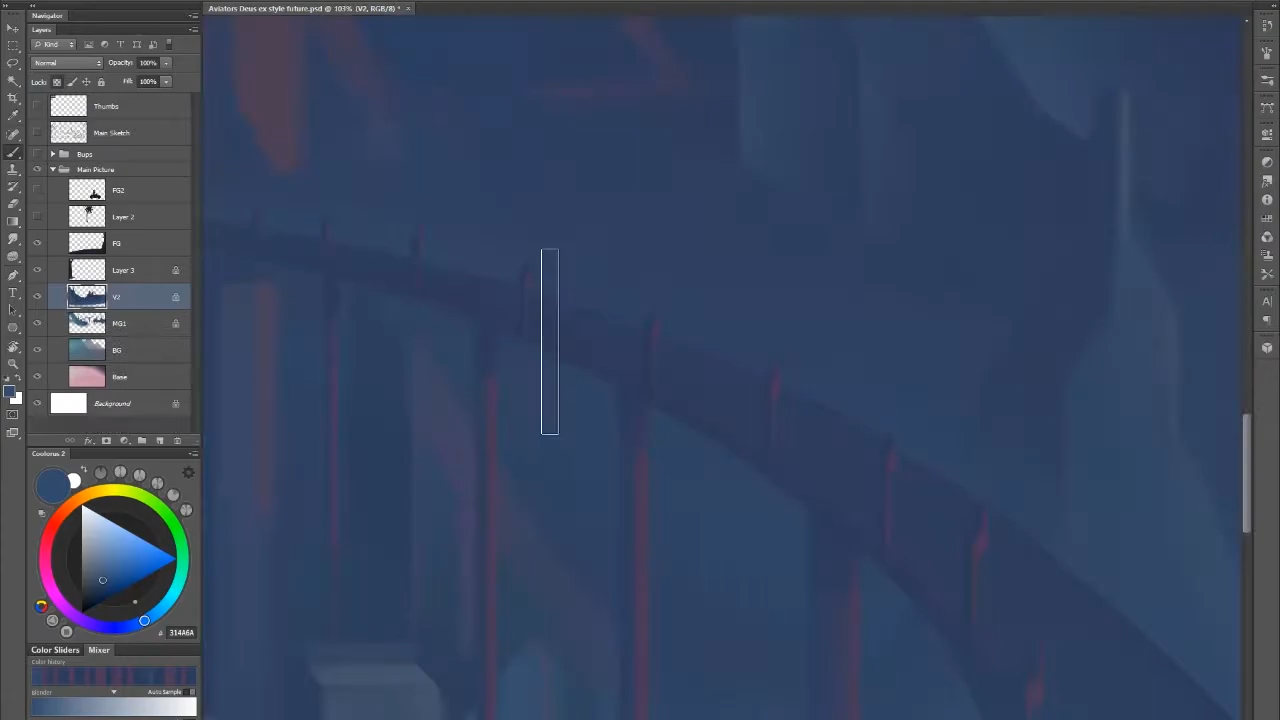 Aviators Deus ex style future.psd @ 103% (V2, RGB/8) * ×
Navigator
Layers
Kind
Normal Opacity: 100%
Lock: Fill: 100%
Thumbs
Main Sketch
Bups
Main Picture
FG2
Layer 2
FG
Layer 3
V2
MG1
BG
Base
Background
fx
Coolorus 2
# 314A6A
Color Sliders Mixer
Color history
Blender Auto Sample